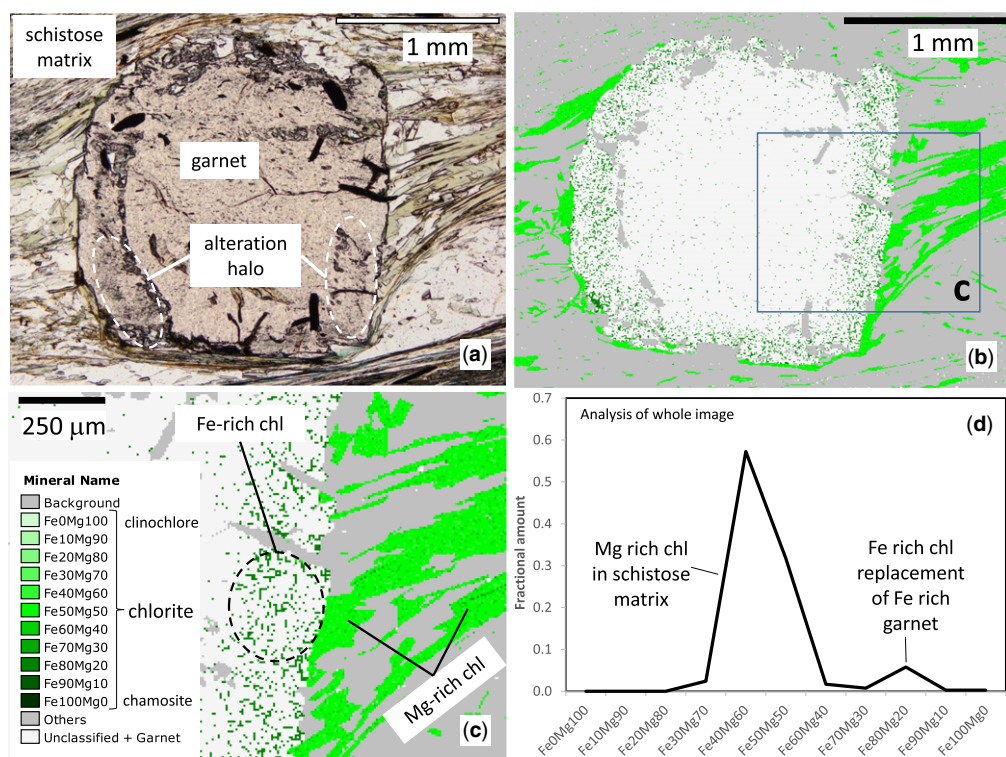 schistose
matrix
1 mm
garnet
alteration
halo
(a)
1 mm
c
(b)
250 μm
Fe-rich chl
Mineral Name
Background
Fe0Mg100
clinochlore
Fe10Mg90
Fe20Mg80
Fe30Mg70
Fe40Mg60
Fe50Mg50
chlorite
Fe60Mg40
Fe70Mg30
Fe80Mg20
Fe90Mg10
Fe100Mg0
chamosite
Others
Unclassified + Garnet
Mg-rich chl
(c)
Analysis of whole image
(d)
0.7
0.6
0.5
0.4
0.3
0.2
0.1
0.0
Fractional amount
Mg rich chl
in schistose
matrix
Fe rich chl
replacement
of Fe rich
garnet
Fe0Mg100
Fe10Mg90
Fe20Mg80
Fe30Mg70
Fe40Mg60
Fe50Mg50
Fe60Mg40
Fe70Mg30
Fe80Mg20
Fe90Mg10
Fe100Mg0